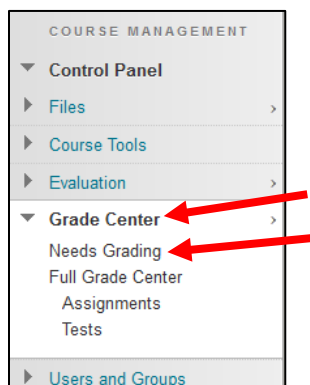 COURSE MANAGEMENT
Control Panel
Files
Course Tools
Evaluation
Grade Center
Needs Grading
Full Grade Center
Assignments
Tests
Users and Groups